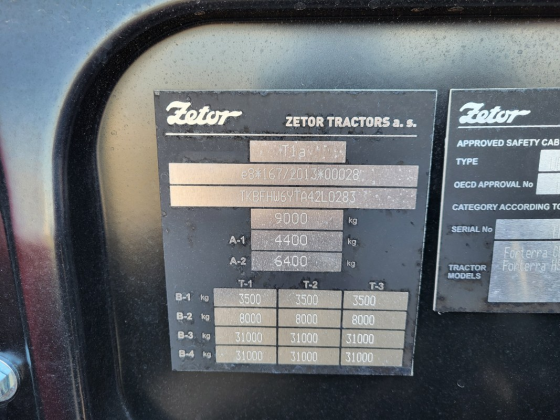 Zetor ZETOR TRACTORS a. s.
T1a
e8*167/2013*00028
9000 kg
A-1 4400 kg
A-2 6400 kg
T-1 T-2 T-3
B-1 kg 3500 3500 3500
B-2 kg 8000 8000 8000
B-3 kg 31000 31000 31000
B-4 kg 31000 31000 31000
Zetor
APPROVED SAFETY CAB
TYPE
OECD APPROVAL No
CATEGORY ACCORDING TO
SERIAL No
TRACTOR MODELS
Forterra
Forterra